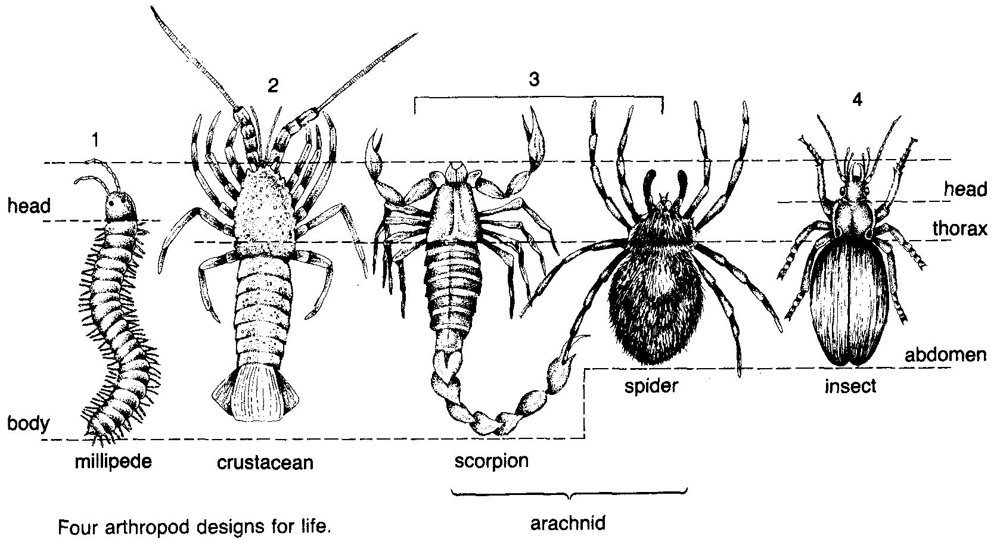 1
2
3
4
head
head
thorax
abdomen
body
spider
insect
millipede
crustacean
scorpion
arachnid
Four arthropod designs for life.